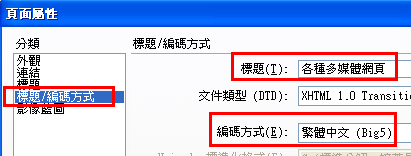 頁面屬性
分類
外觀
連結
標題
標題/編碼方式
影像藍圖
標題/編碼方式
標題(T): 各種多媒體網頁
文件類型 (DTD): XHTML 1.0 Transitio
編碼方式(E): 繁體中文 (Big5)